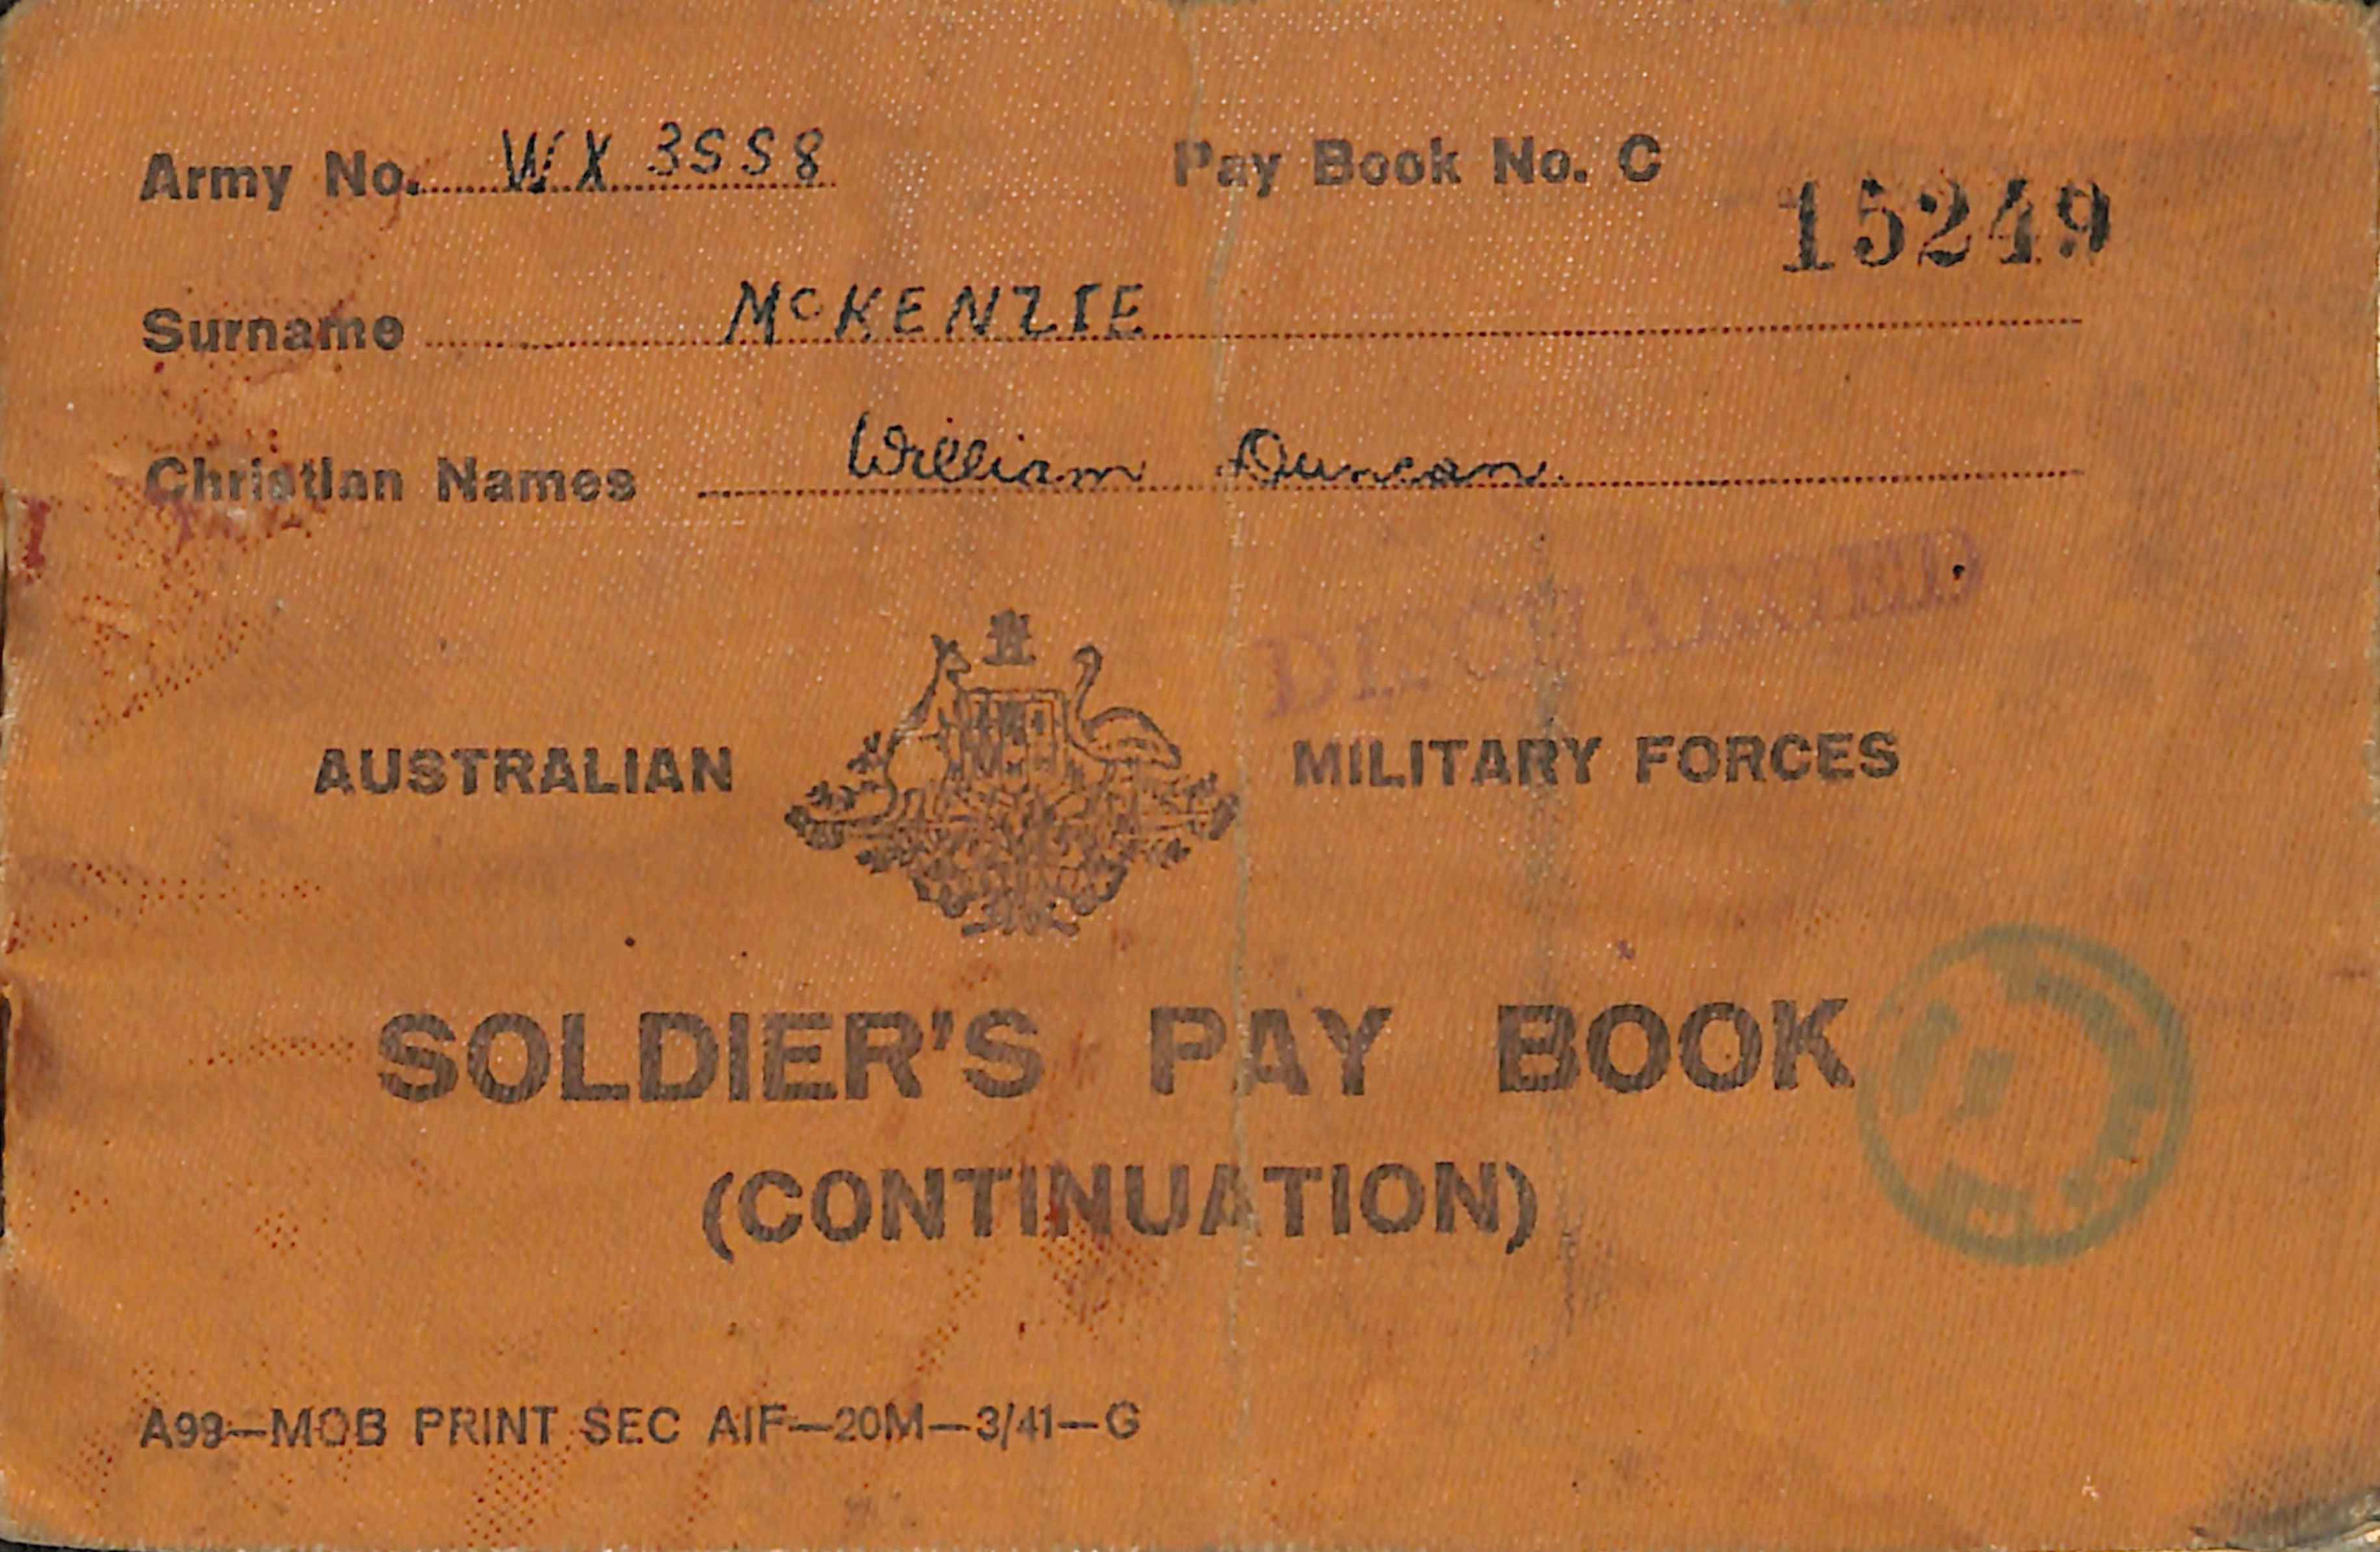 Army No. WX 3558
Pay Book No. C 15249
Surname McKENZIE
Christian Names William Duncan.
AUSTRALIAN MILITARY FORCES
SOLDIER'S PAY BOOK
(CONTINUATION)
A99—MOB PRINT SEC AIF—20M—3/41—G